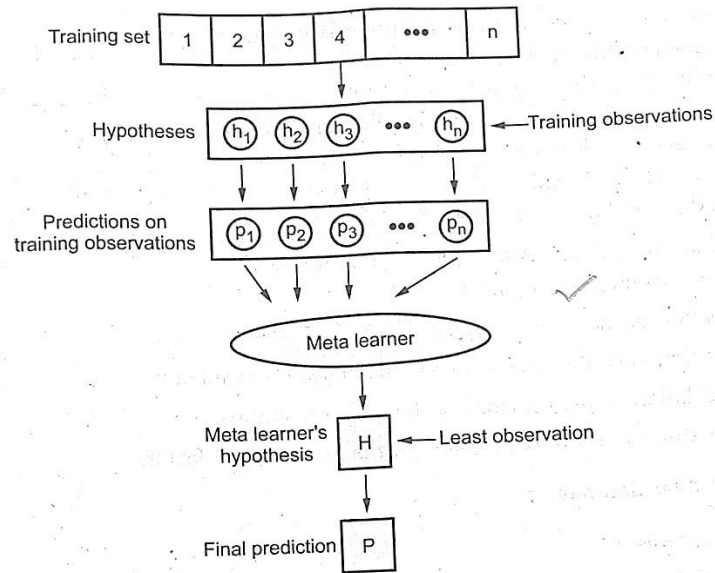 Training set 1 2 3 4 ••• n
Hypotheses h1 h2 h3 ••• hn Training observations
Predictions on
training observations
p1 p2 p3 ••• pn
Meta learner
Meta learner's
hypothesis
H Least observation
Final prediction P